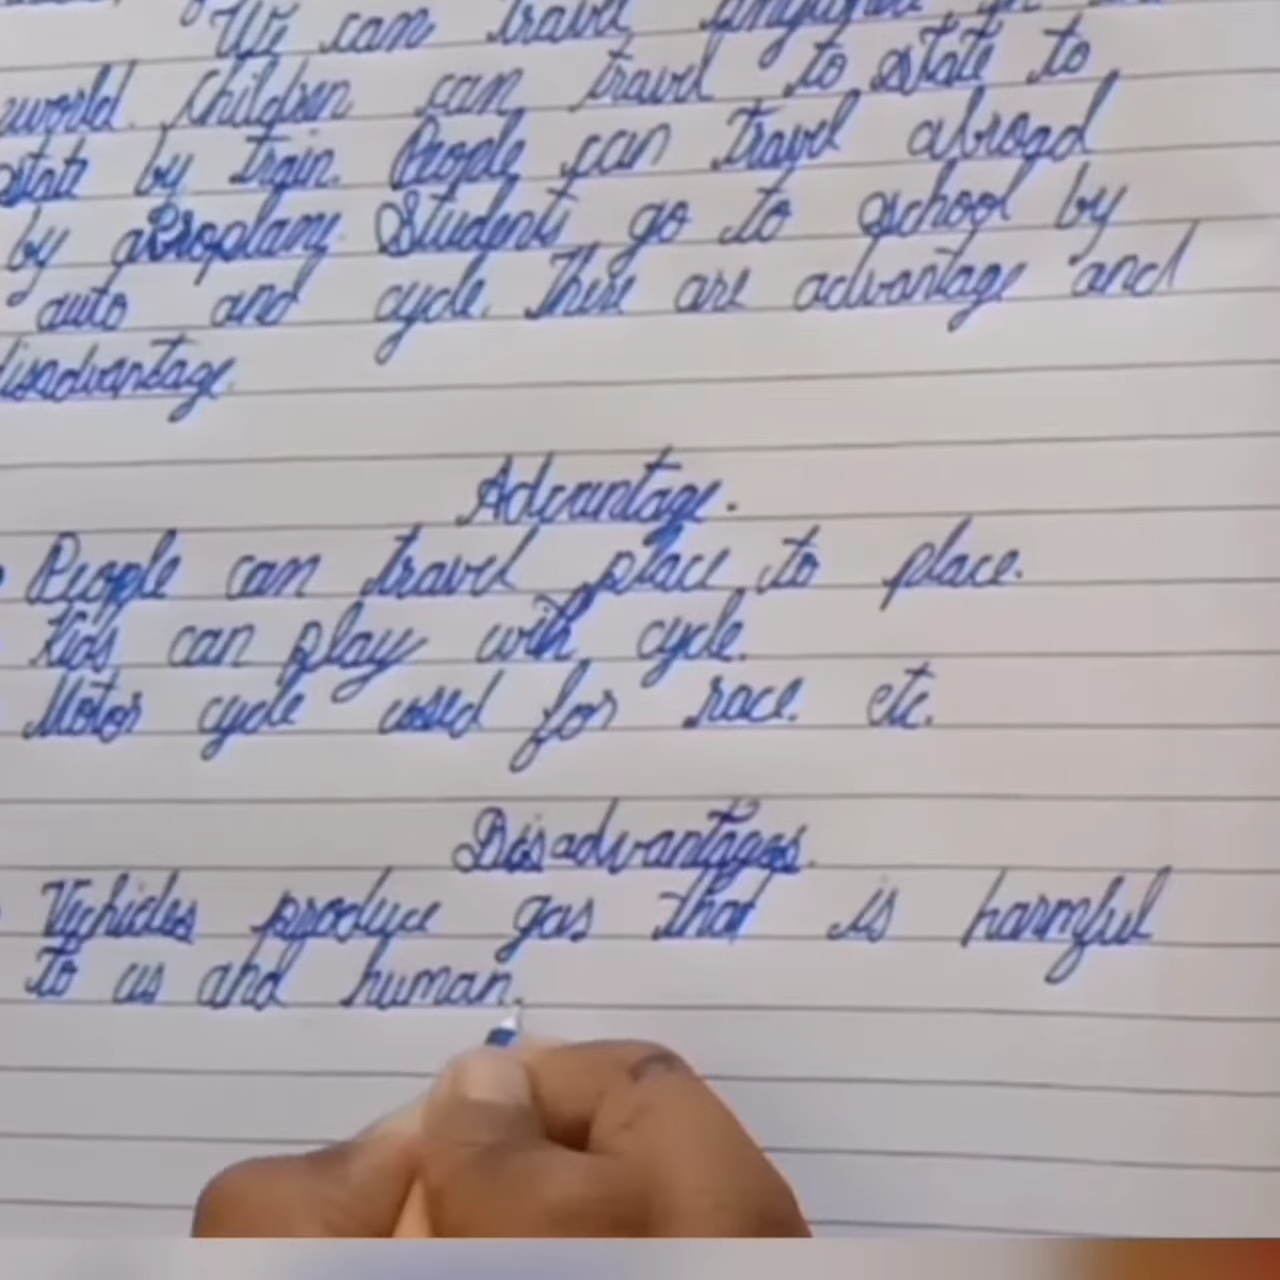 We can travel anywhere in the
world. Children can travel to state to
state by train. People can travel abroad
by aeroplane. Students go to school by
auto and cycle. There are advantage and
disadvantage.
Advantage.
People can travel place to place.
Kids can play with cycle.
Motor cycle used for race. etc.
Disadvantages.
Vehicles produce gas that is harmful
to us and human.